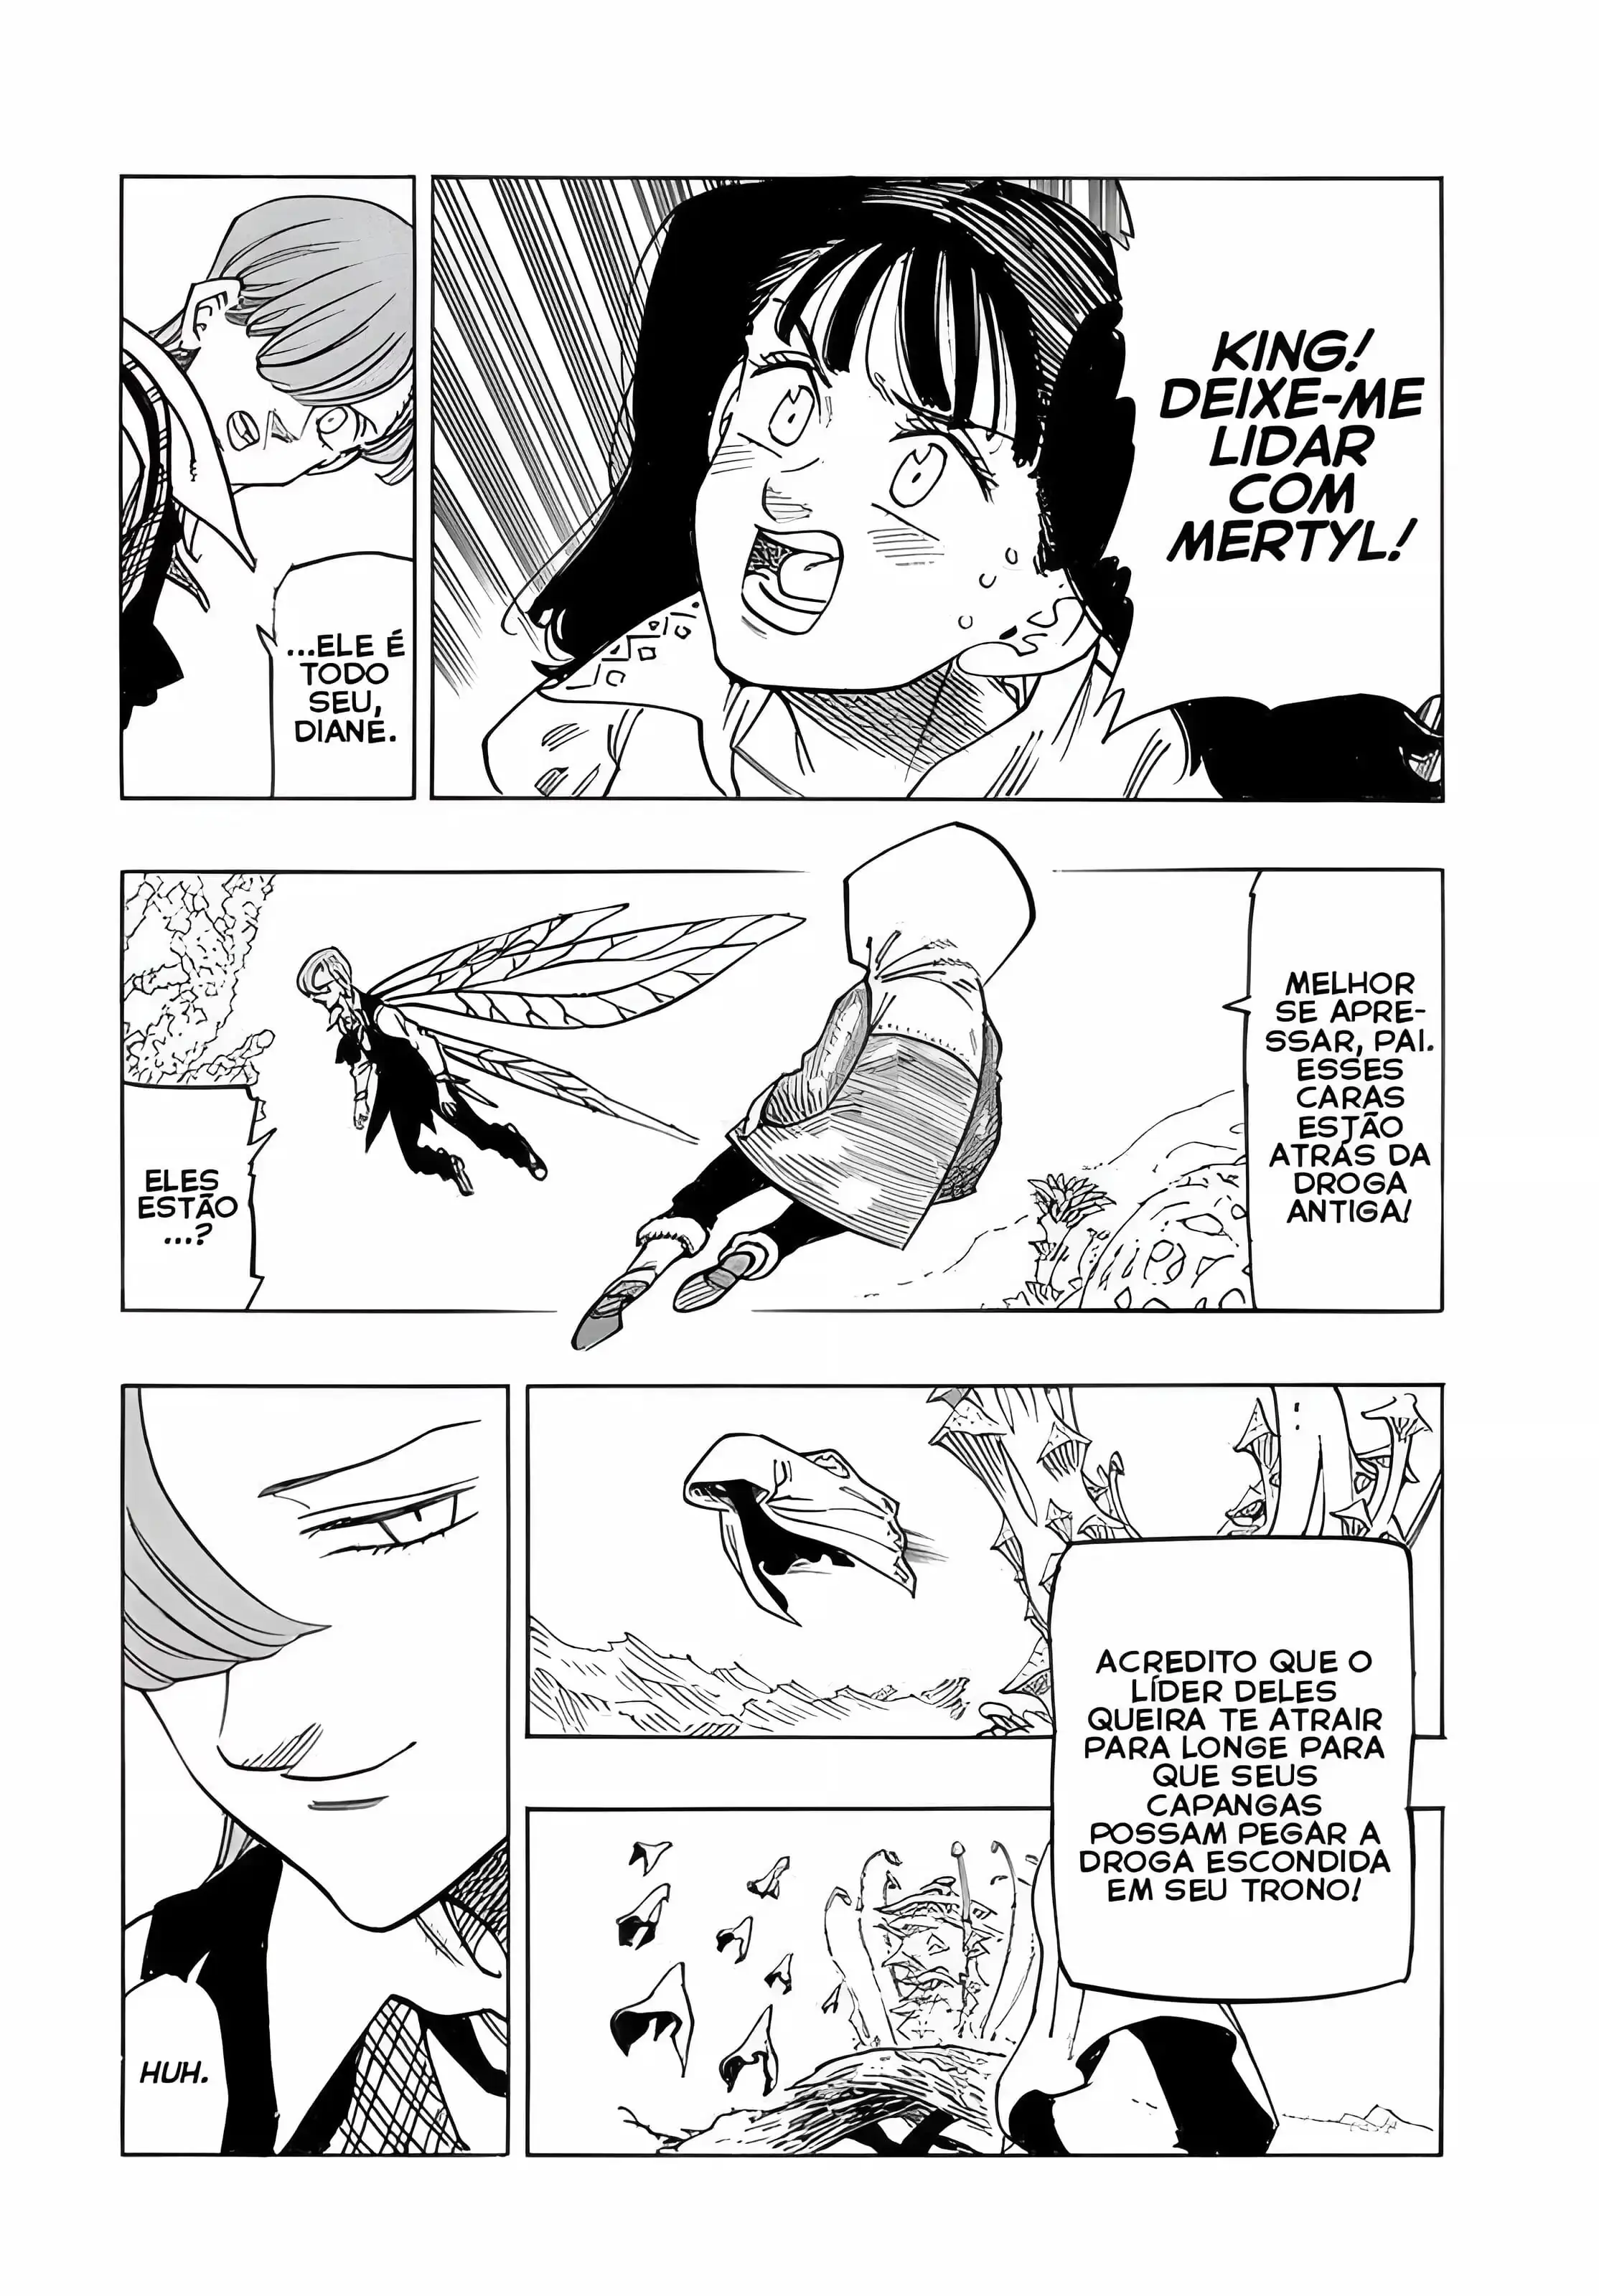 KING!
DEIXE-ME
LIDAR
COM
MERTYL!
...ELE É
TODO
SEU,
DIANE.
MELHOR
SE APRE-
SSAR, PAI.
ESSES
CARAS
ESTÃO
ATRÁS DA
DROGA
ANTIGA!
ELES
ESTÃO
...?
ACREDITO QUE O
LÍDER DELES
QUEIRA TE ATRAIR
PARA LONGE PARA
QUE SEUS
CAPANGAS
POSSAM PEGAR A
DROGA ESCONDIDA
EM SEU TRONO!
HUH.